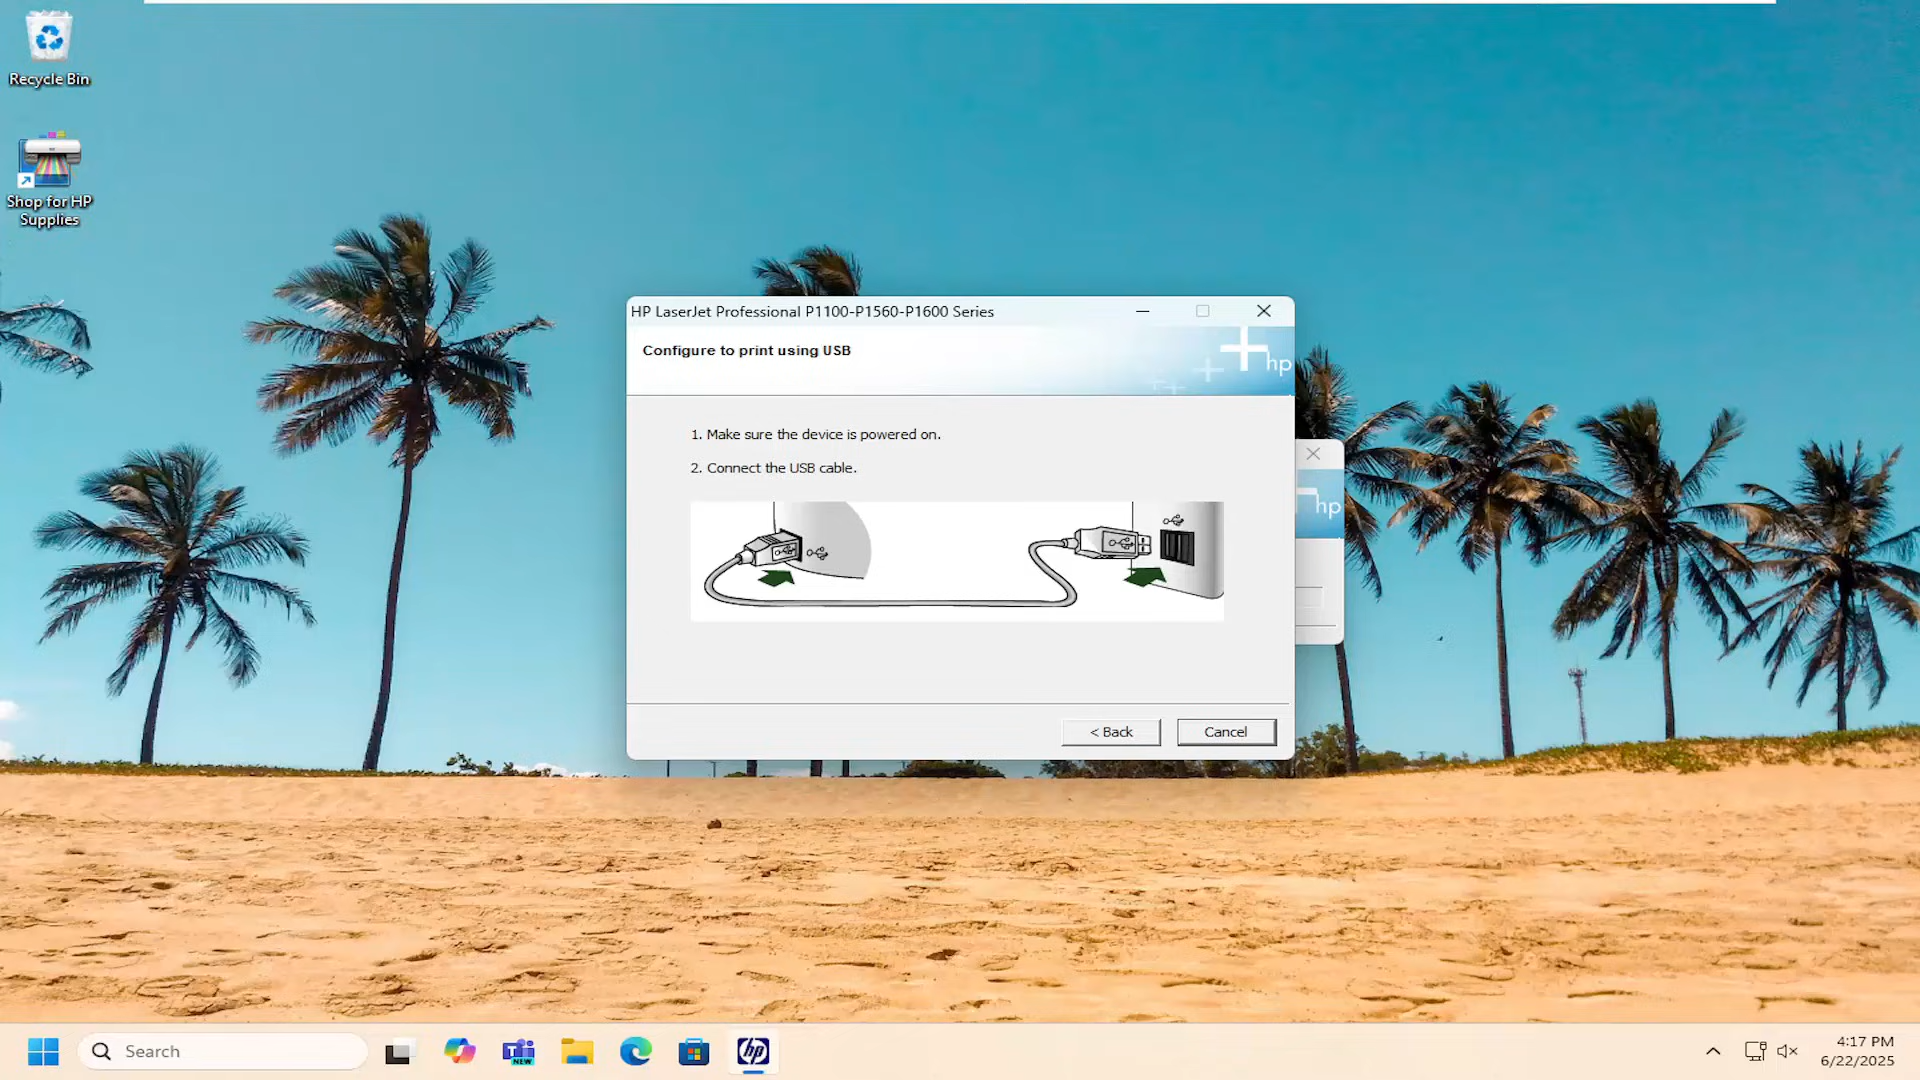 Recycle Bin
Shop for HP
Supplies
HP LaserJet Professional P1100-P1560-P1600 Series
Configure to print using USB
hp
1. Make sure the device is powered on.
2. Connect the USB cable.
hp
< Back
Cancel
Search
NEW
hp
4:17 PM
6/22/2025